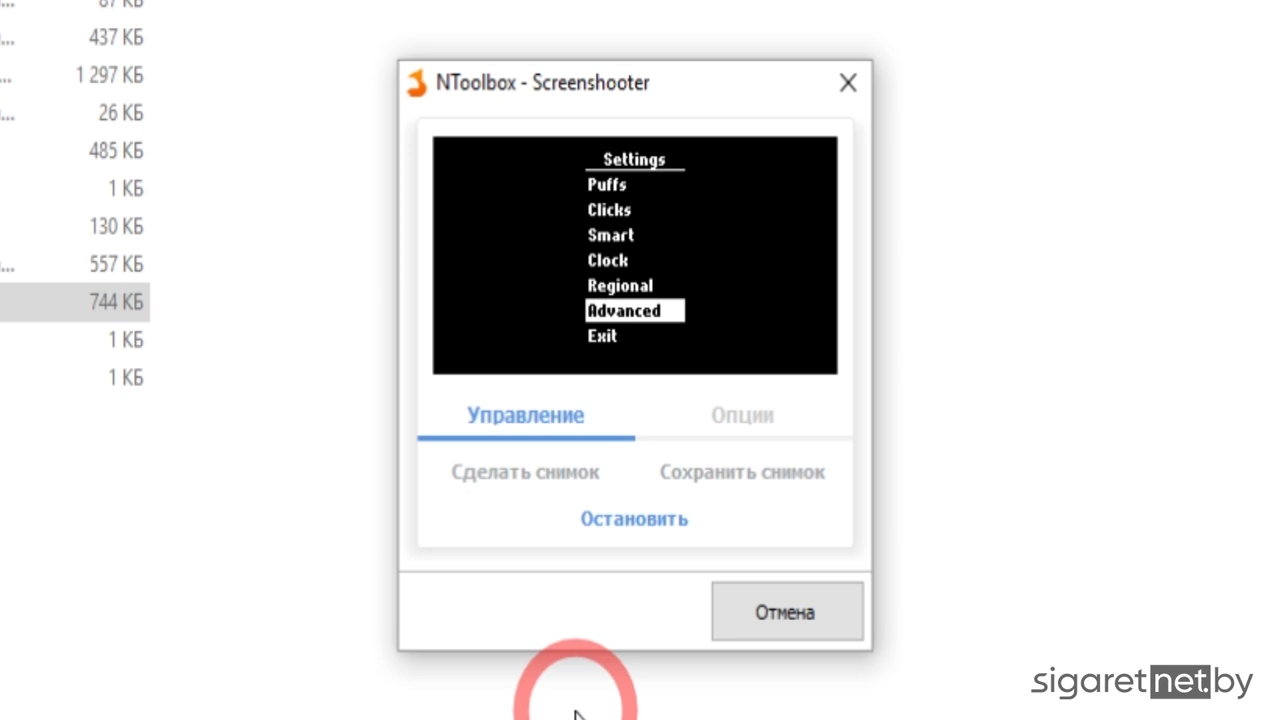 87 КБ
437 КБ
1 297 КБ
26 КБ
485 КБ
1 КБ
130 КБ
557 КБ
744 КБ
1 КБ
1 КБ
NToolbox - Screenshooter
Settings
Puffs
Clicks
Smart
Clock
Regional
Advanced
Exit
Управление Опции
Сделать снимок Сохранить снимок
Остановить
Отмена
sigaretnet.by